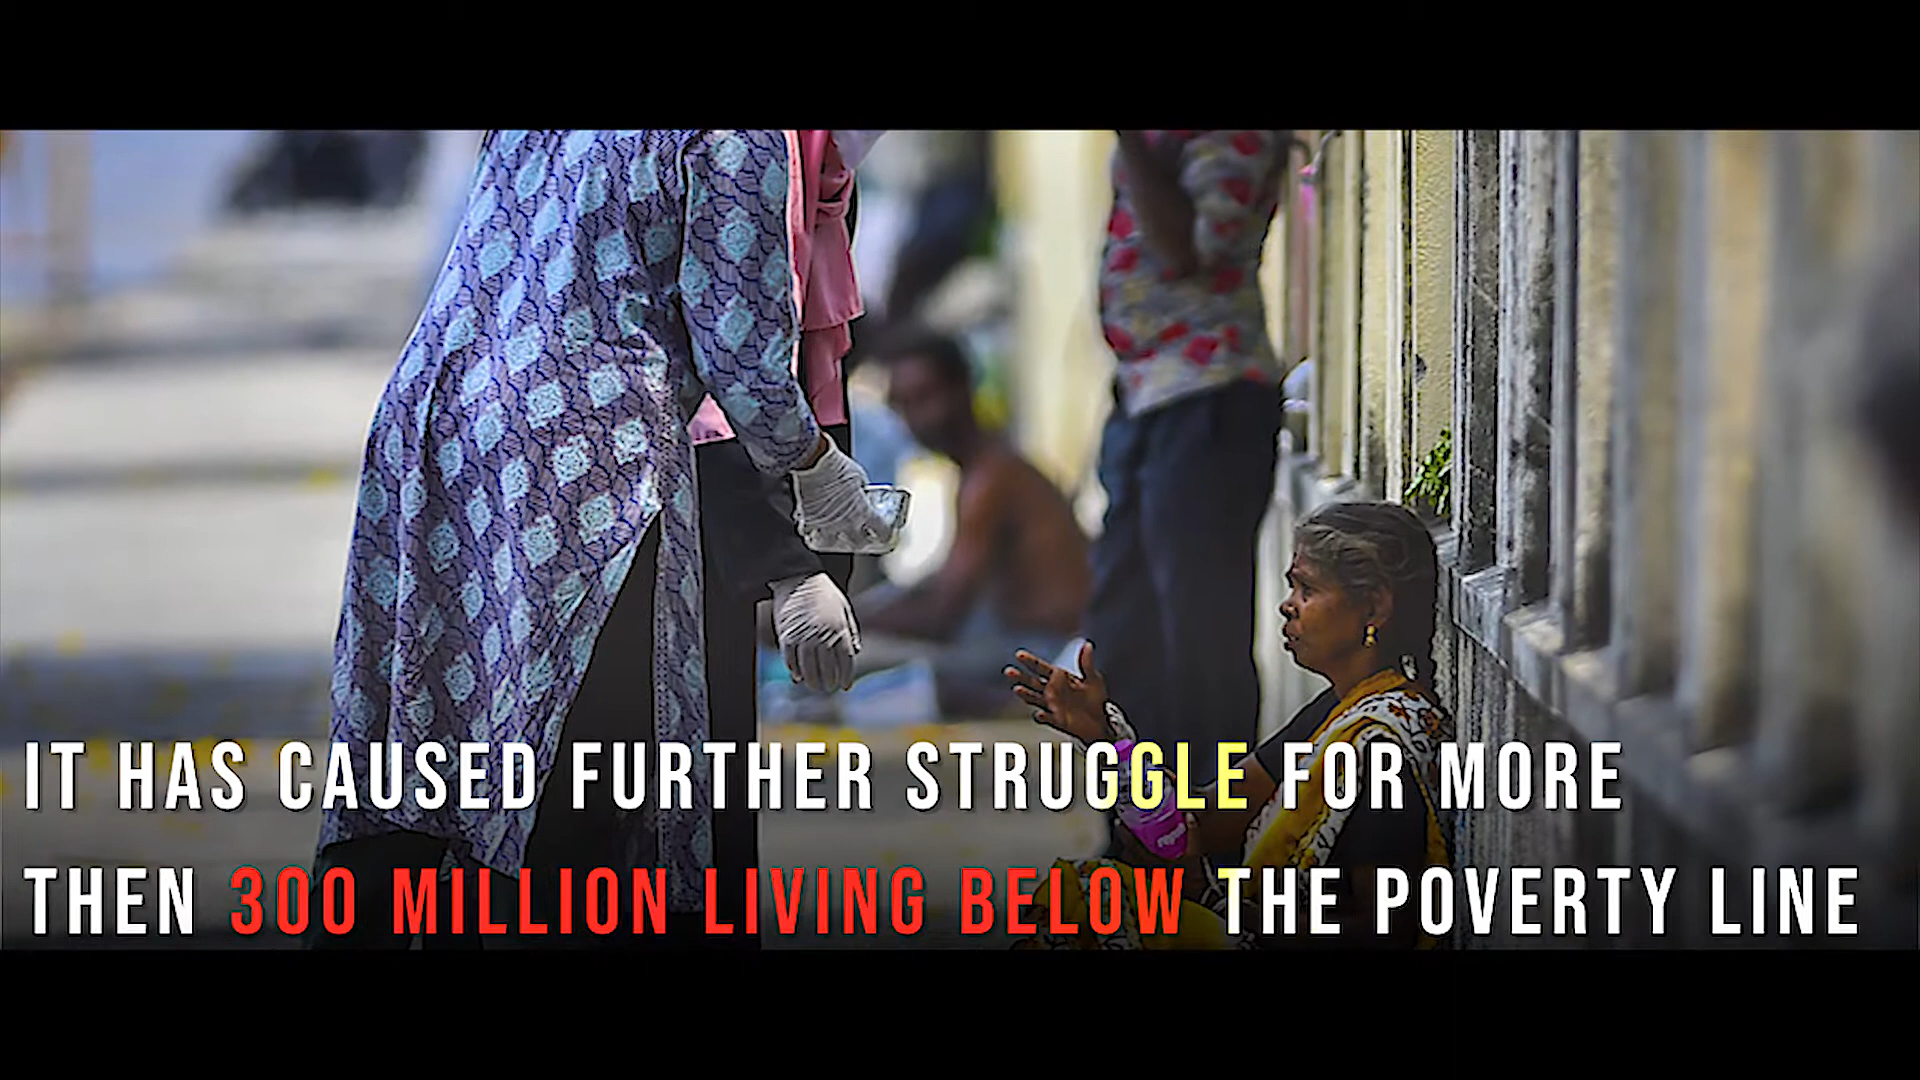 IT HAS CAUSED FURTHER STRUGGLE FOR MORE
THEN 300 MILLION LIVING BELOW THE POVERTY LINE